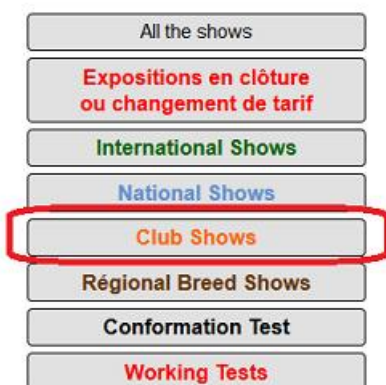 All the shows
Expositions en clôture
ou changement de tarif
International Shows
National Shows
Club Shows
Régional Breed Shows
Conformation Test
Working Tests